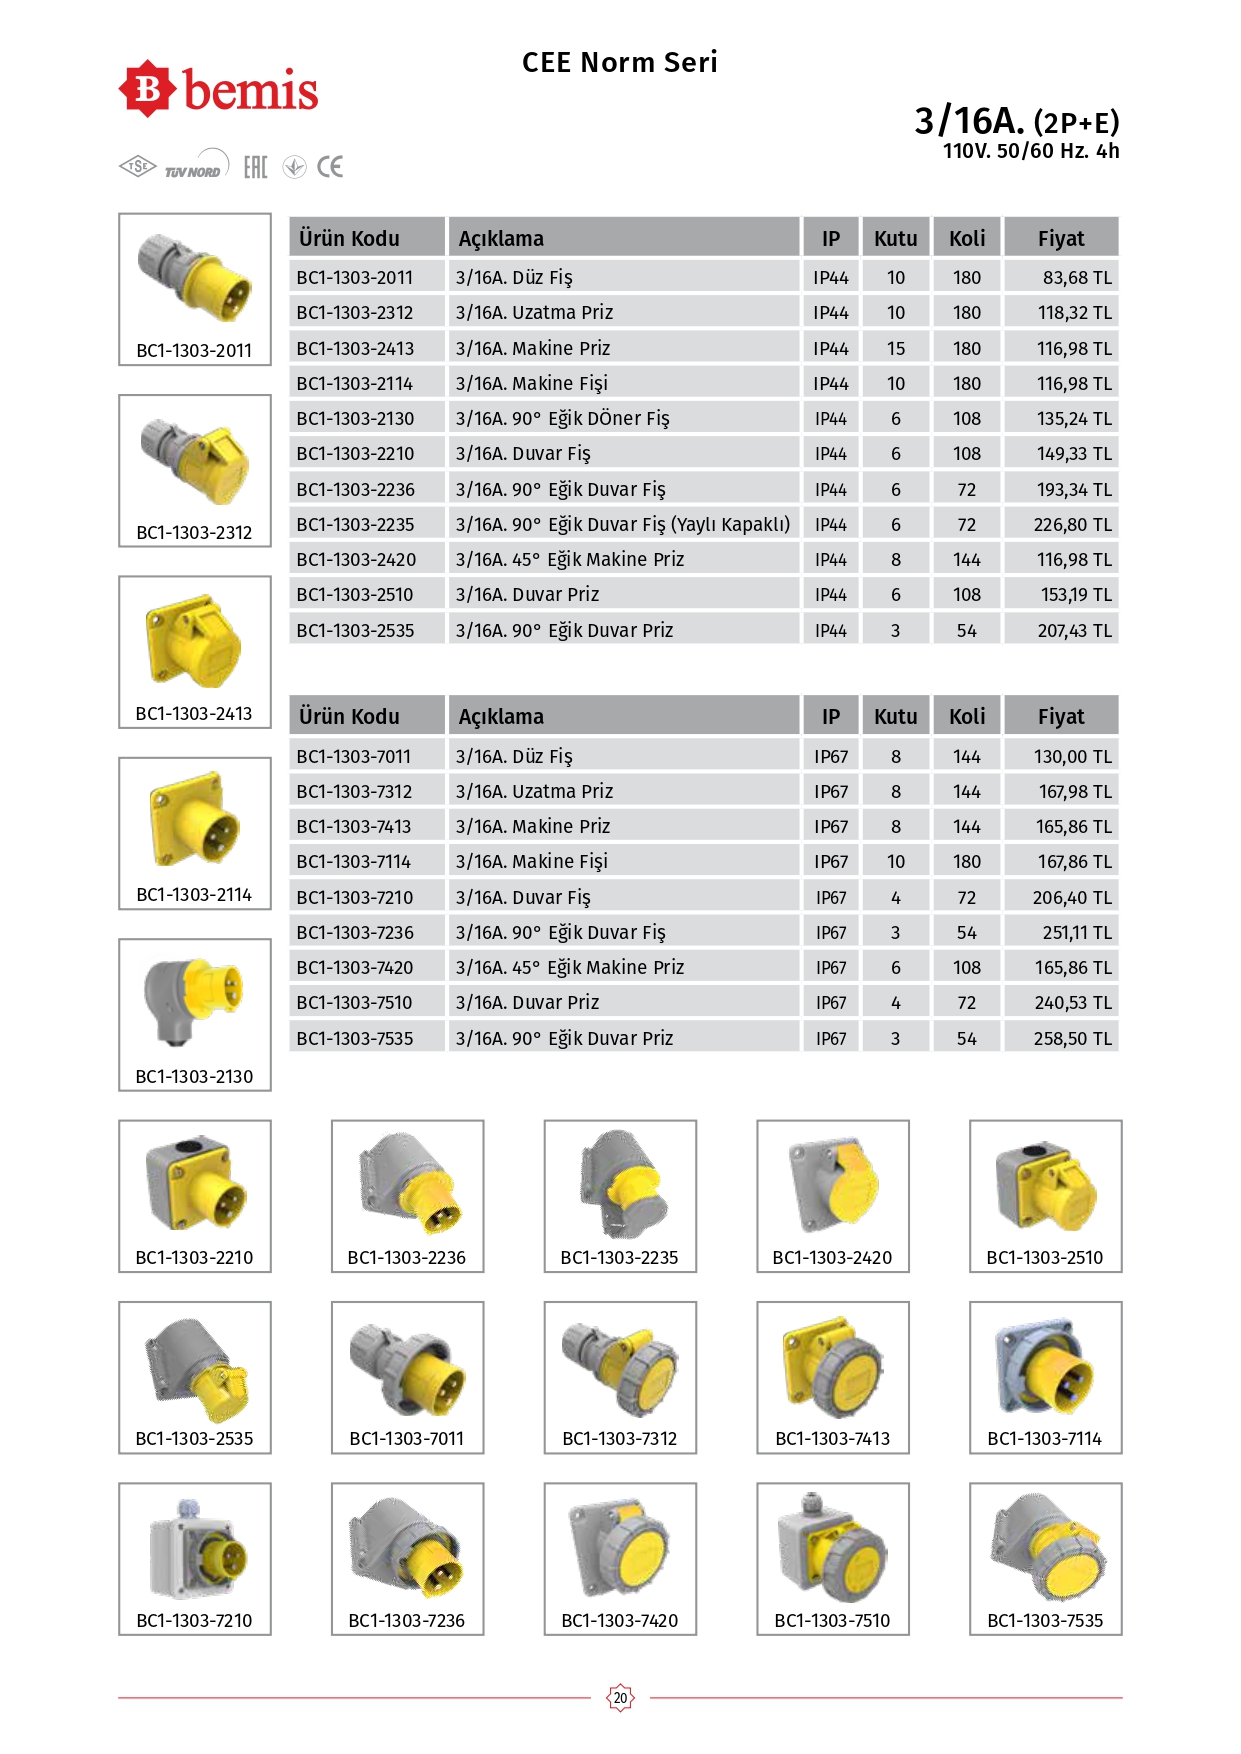 CEE Norm Seri
B bemis
3/16A. (2P+E)
110V. 50/60 Hz. 4h
TSE TÜV NORD EAC CE
Ürün Kodu Açıklama IP Kutu Koli Fiyat
BC1-1303-2011 3/16A. Düz Fiş IP44 10 180 83,68 TL
BC1-1303-2312 3/16A. Uzatma Priz IP44 10 180 118,32 TL
BC1-1303-2413 3/16A. Makine Priz IP44 15 180 116,98 TL
BC1-1303-2114 3/16A. Makine Fişi IP44 10 180 116,98 TL
BC1-1303-2130 3/16A. 90° Eğik DÖner Fiş IP44 6 108 135,24 TL
BC1-1303-2210 3/16A. Duvar Fiş IP44 6 108 149,33 TL
BC1-1303-2236 3/16A. 90° Eğik Duvar Fiş IP44 6 72 193,34 TL
BC1-1303-2235 3/16A. 90° Eğik Duvar Fiş (Yaylı Kapaklı) IP44 6 72 226,80 TL
BC1-1303-2420 3/16A. 45° Eğik Makine Priz IP44 8 144 116,98 TL
BC1-1303-2510 3/16A. Duvar Priz IP44 6 108 153,19 TL
BC1-1303-2535 3/16A. 90° Eğik Duvar Priz IP44 3 54 207,43 TL
Ürün Kodu Açıklama IP Kutu Koli Fiyat
BC1-1303-7011 3/16A. Düz Fiş IP67 8 144 130,00 TL
BC1-1303-7312 3/16A. Uzatma Priz IP67 8 144 167,98 TL
BC1-1303-7413 3/16A. Makine Priz IP67 8 144 165,86 TL
BC1-1303-7114 3/16A. Makine Fişi IP67 10 180 167,86 TL
BC1-1303-7210 3/16A. Duvar Fiş IP67 4 72 206,40 TL
BC1-1303-7236 3/16A. 90° Eğik Duvar Fiş IP67 3 54 251,11 TL
BC1-1303-7420 3/16A. 45° Eğik Makine Priz IP67 6 108 165,86 TL
BC1-1303-7510 3/16A. Duvar Priz IP67 4 72 240,53 TL
BC1-1303-7535 3/16A. 90° Eğik Duvar Priz IP67 3 54 258,50 TL
BC1-1303-2011
BC1-1303-2312
BC1-1303-2413
BC1-1303-2114
BC1-1303-2130
BC1-1303-2210 BC1-1303-2236 BC1-1303-2235 BC1-1303-2420 BC1-1303-2510
BC1-1303-2535 BC1-1303-7011 BC1-1303-7312 BC1-1303-7413 BC1-1303-7114
BC1-1303-7210 BC1-1303-7236 BC1-1303-7420 BC1-1303-7510 BC1-1303-7535
20